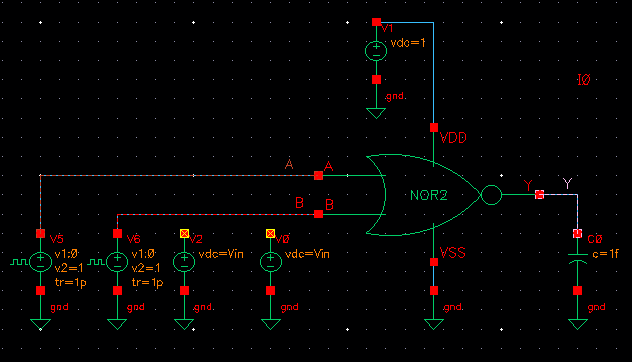 V1
vdc=1
gnd
I0
VDD
A
A
NOR2
Y
Y
B
B
V5
v1:0
v2=:1
tr=1p
gnd
V6
v1:0
v2=:1
tr=1p
gnd
V2
vdc=Vin
gnd
V0
vdc=Vin
gnd
VSS
gnd
C0
c=1f
gnd